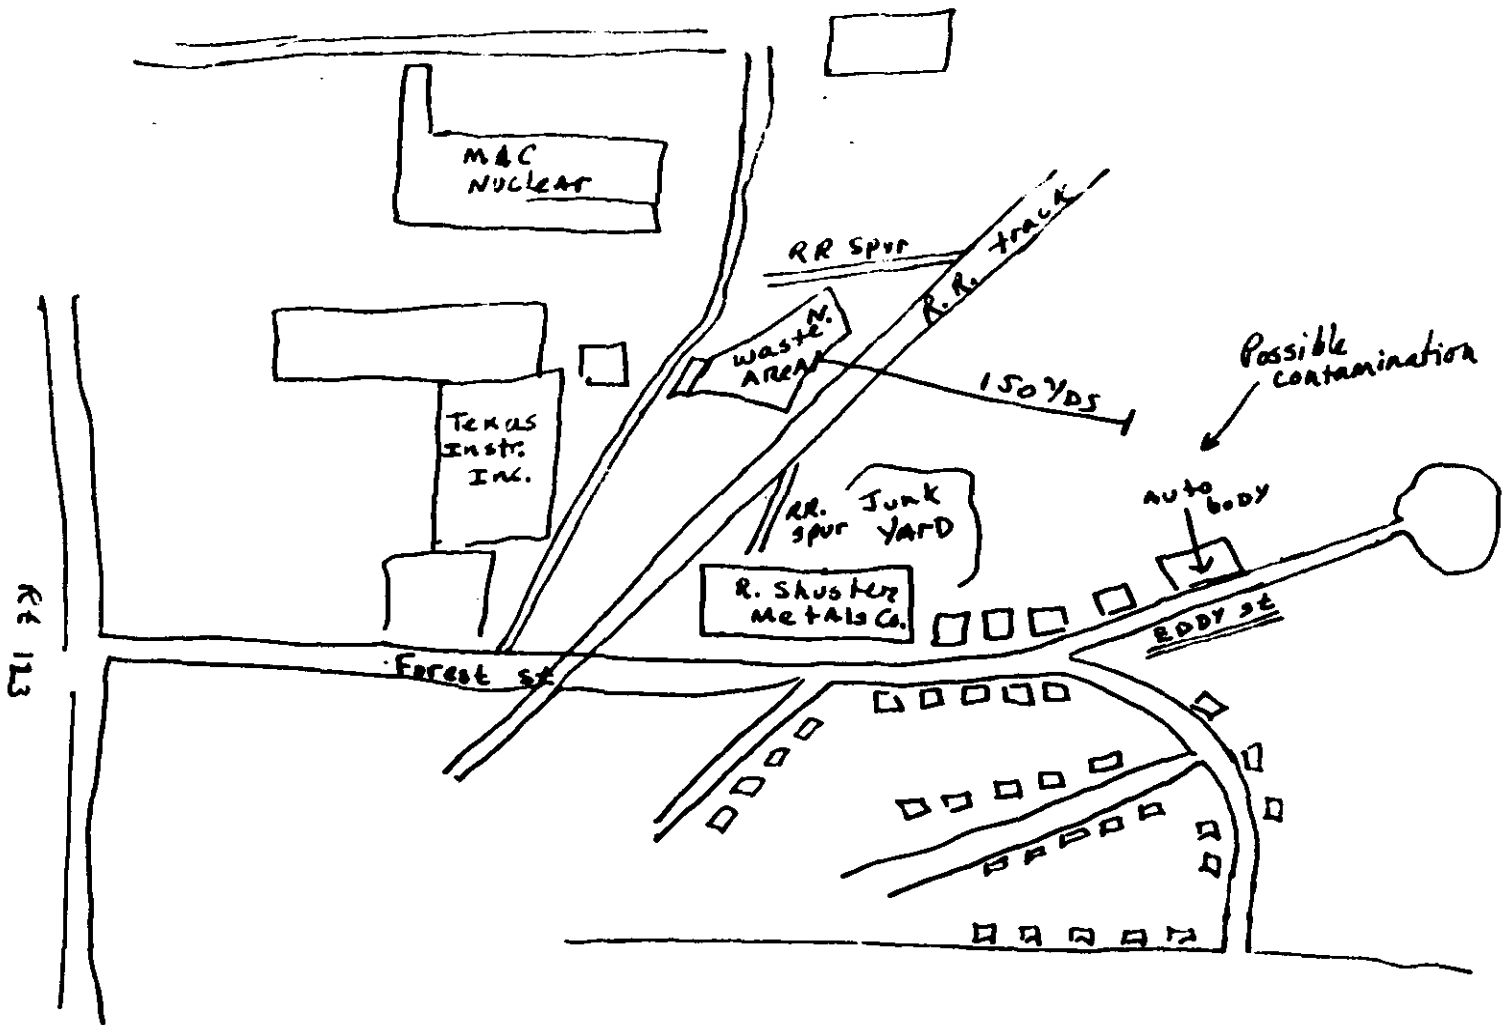 M&C
Nuclear
RR Spur
R.R. track
N.
Waste
AREA
150 YDS
Possible
contamination
Texas
Instr.
Inc.
RR.
Spur
Junk
YARD
Auto
BODY
R. Shuster
Metals Co.
EDDY St
Forest St
Rt 123